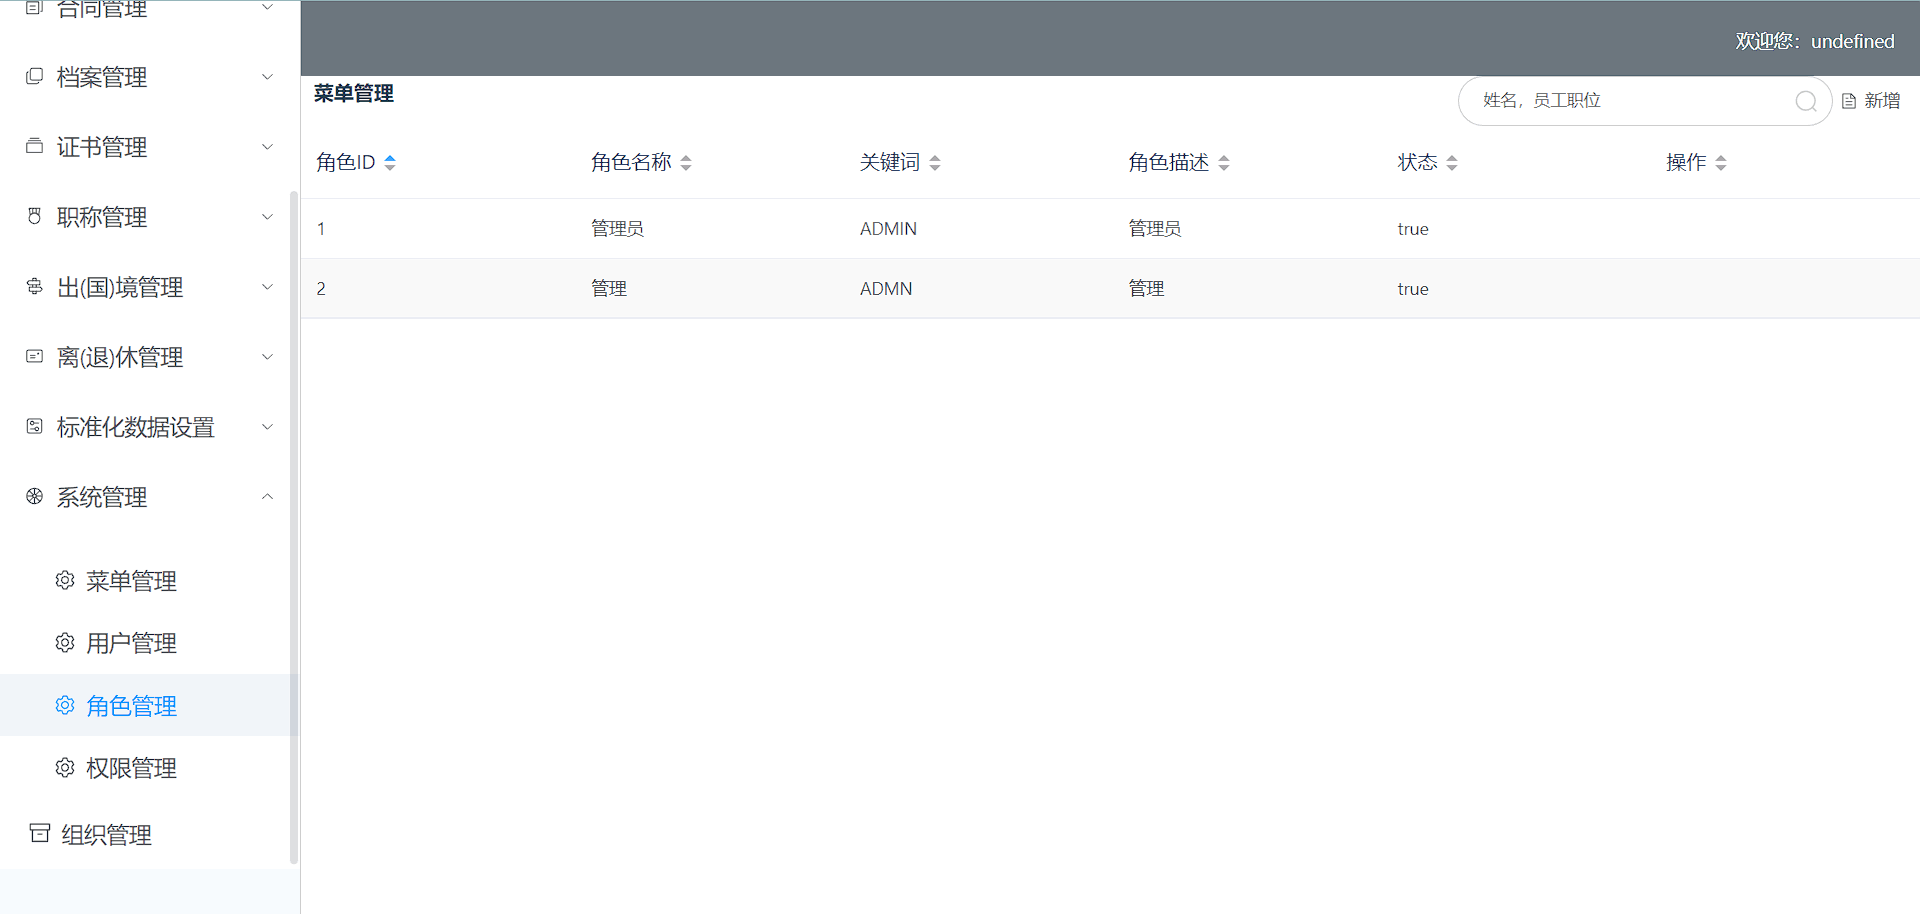 合同管理
档案管理
证书管理
职称管理
出(国)境管理
离(退)休管理
标准化数据设置
系统管理
菜单管理
用户管理
角色管理
权限管理
组织管理
欢迎您：undefined
菜单管理
姓名，员工职位
新增
角色ID 角色名称 关键词 角色描述 状态 操作
1 管理员 ADMIN 管理员 true
2 管理 ADMN 管理 true